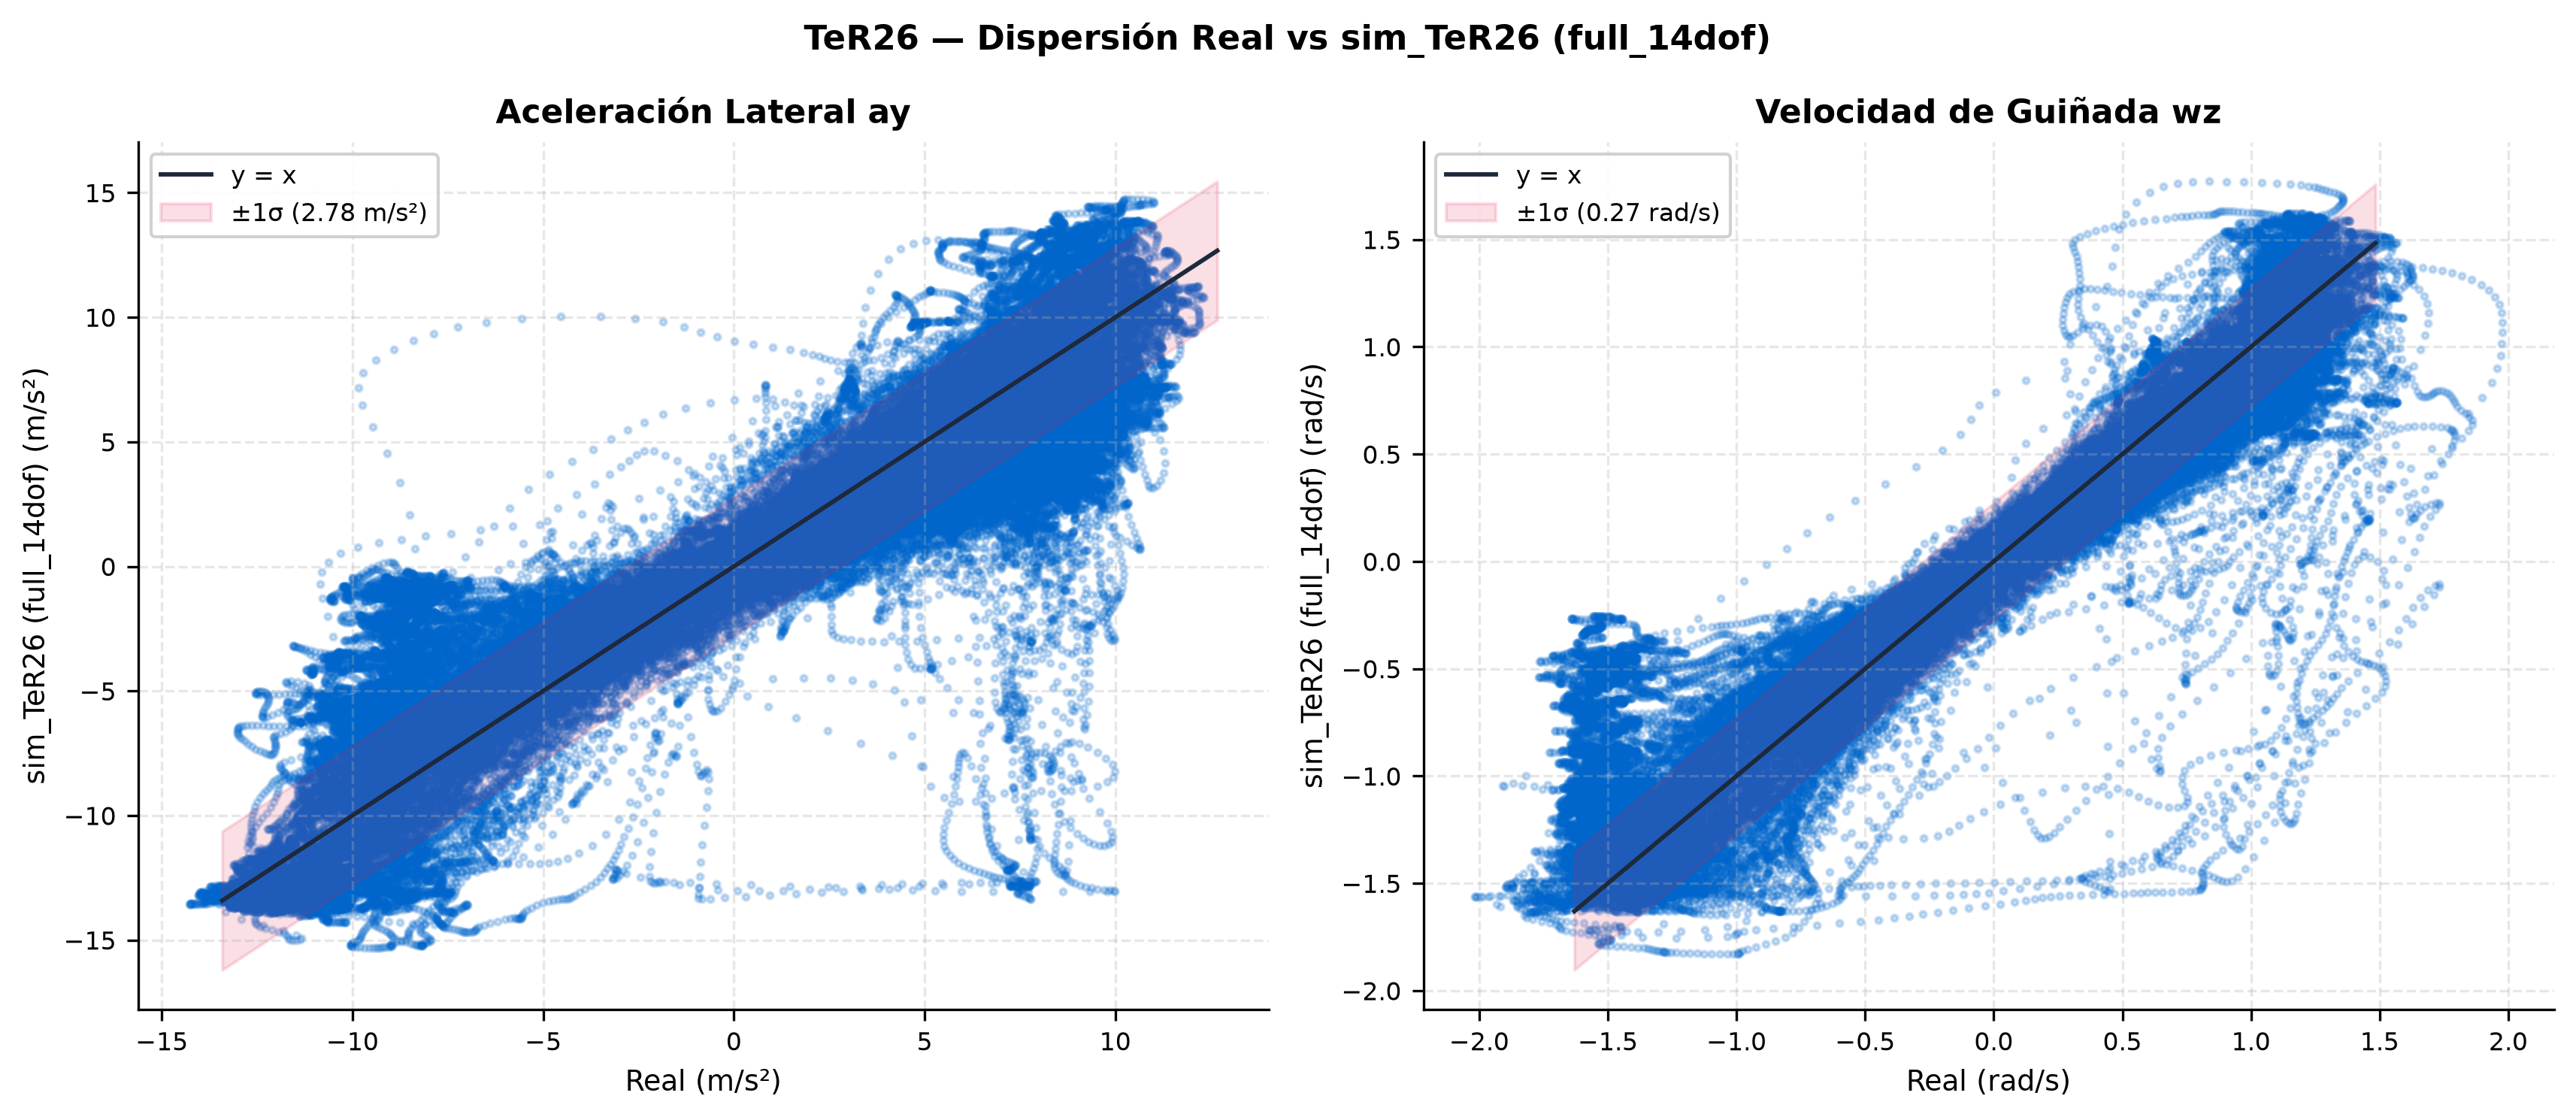 TeR26 — Dispersión Real vs sim_TeR26 (full_14dof)
Aceleración Lateral ay
y = x
±1σ (2.78 m/s²)
sim_TeR26 (full_14dof) (m/s²)
15
10
5
0
−5
−10
−15
−15
−10
−5
0
5
10
Real (m/s²)
Velocidad de Guiñada wz
y = x
±1σ (0.27 rad/s)
sim_TeR26 (full_14dof) (rad/s)
1.5
1.0
0.5
0.0
−0.5
−1.0
−1.5
−2.0
−2.0
−1.5
−1.0
−0.5
0.0
0.5
1.0
1.5
2.0
Real (rad/s)